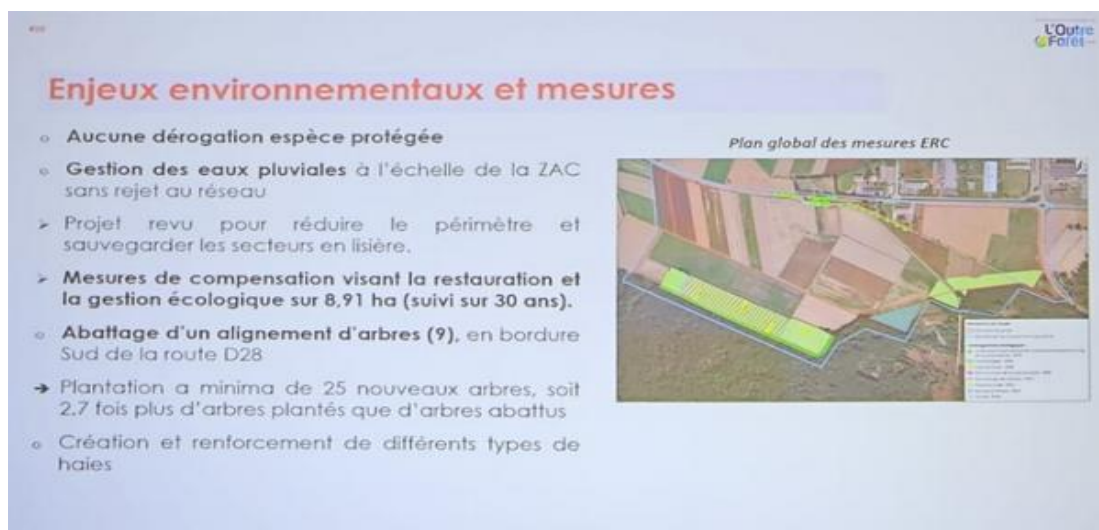 L'Outre
Forêt
Enjeux environnementaux et mesures
o Aucune dérogation espèce protégée
o Gestion des eaux pluviales à l'échelle de la ZAC
sans rejet au réseau
➢ Projet revu pour réduire le périmètre et
sauvegarder les secteurs en lisière.
➢ Mesures de compensation visant la restauration et
la gestion écologique sur 8,91 ha (suivi sur 30 ans).
o Abattage d'un alignement d'arbres (9), en bordure
Sud de la route D28
➔ Plantation a minima de 25 nouveaux arbres, soit
2,7 fois plus d'arbres plantés que d'arbres abattus
o Création et renforcement de différents types de
haies
Plan global des mesures ERC